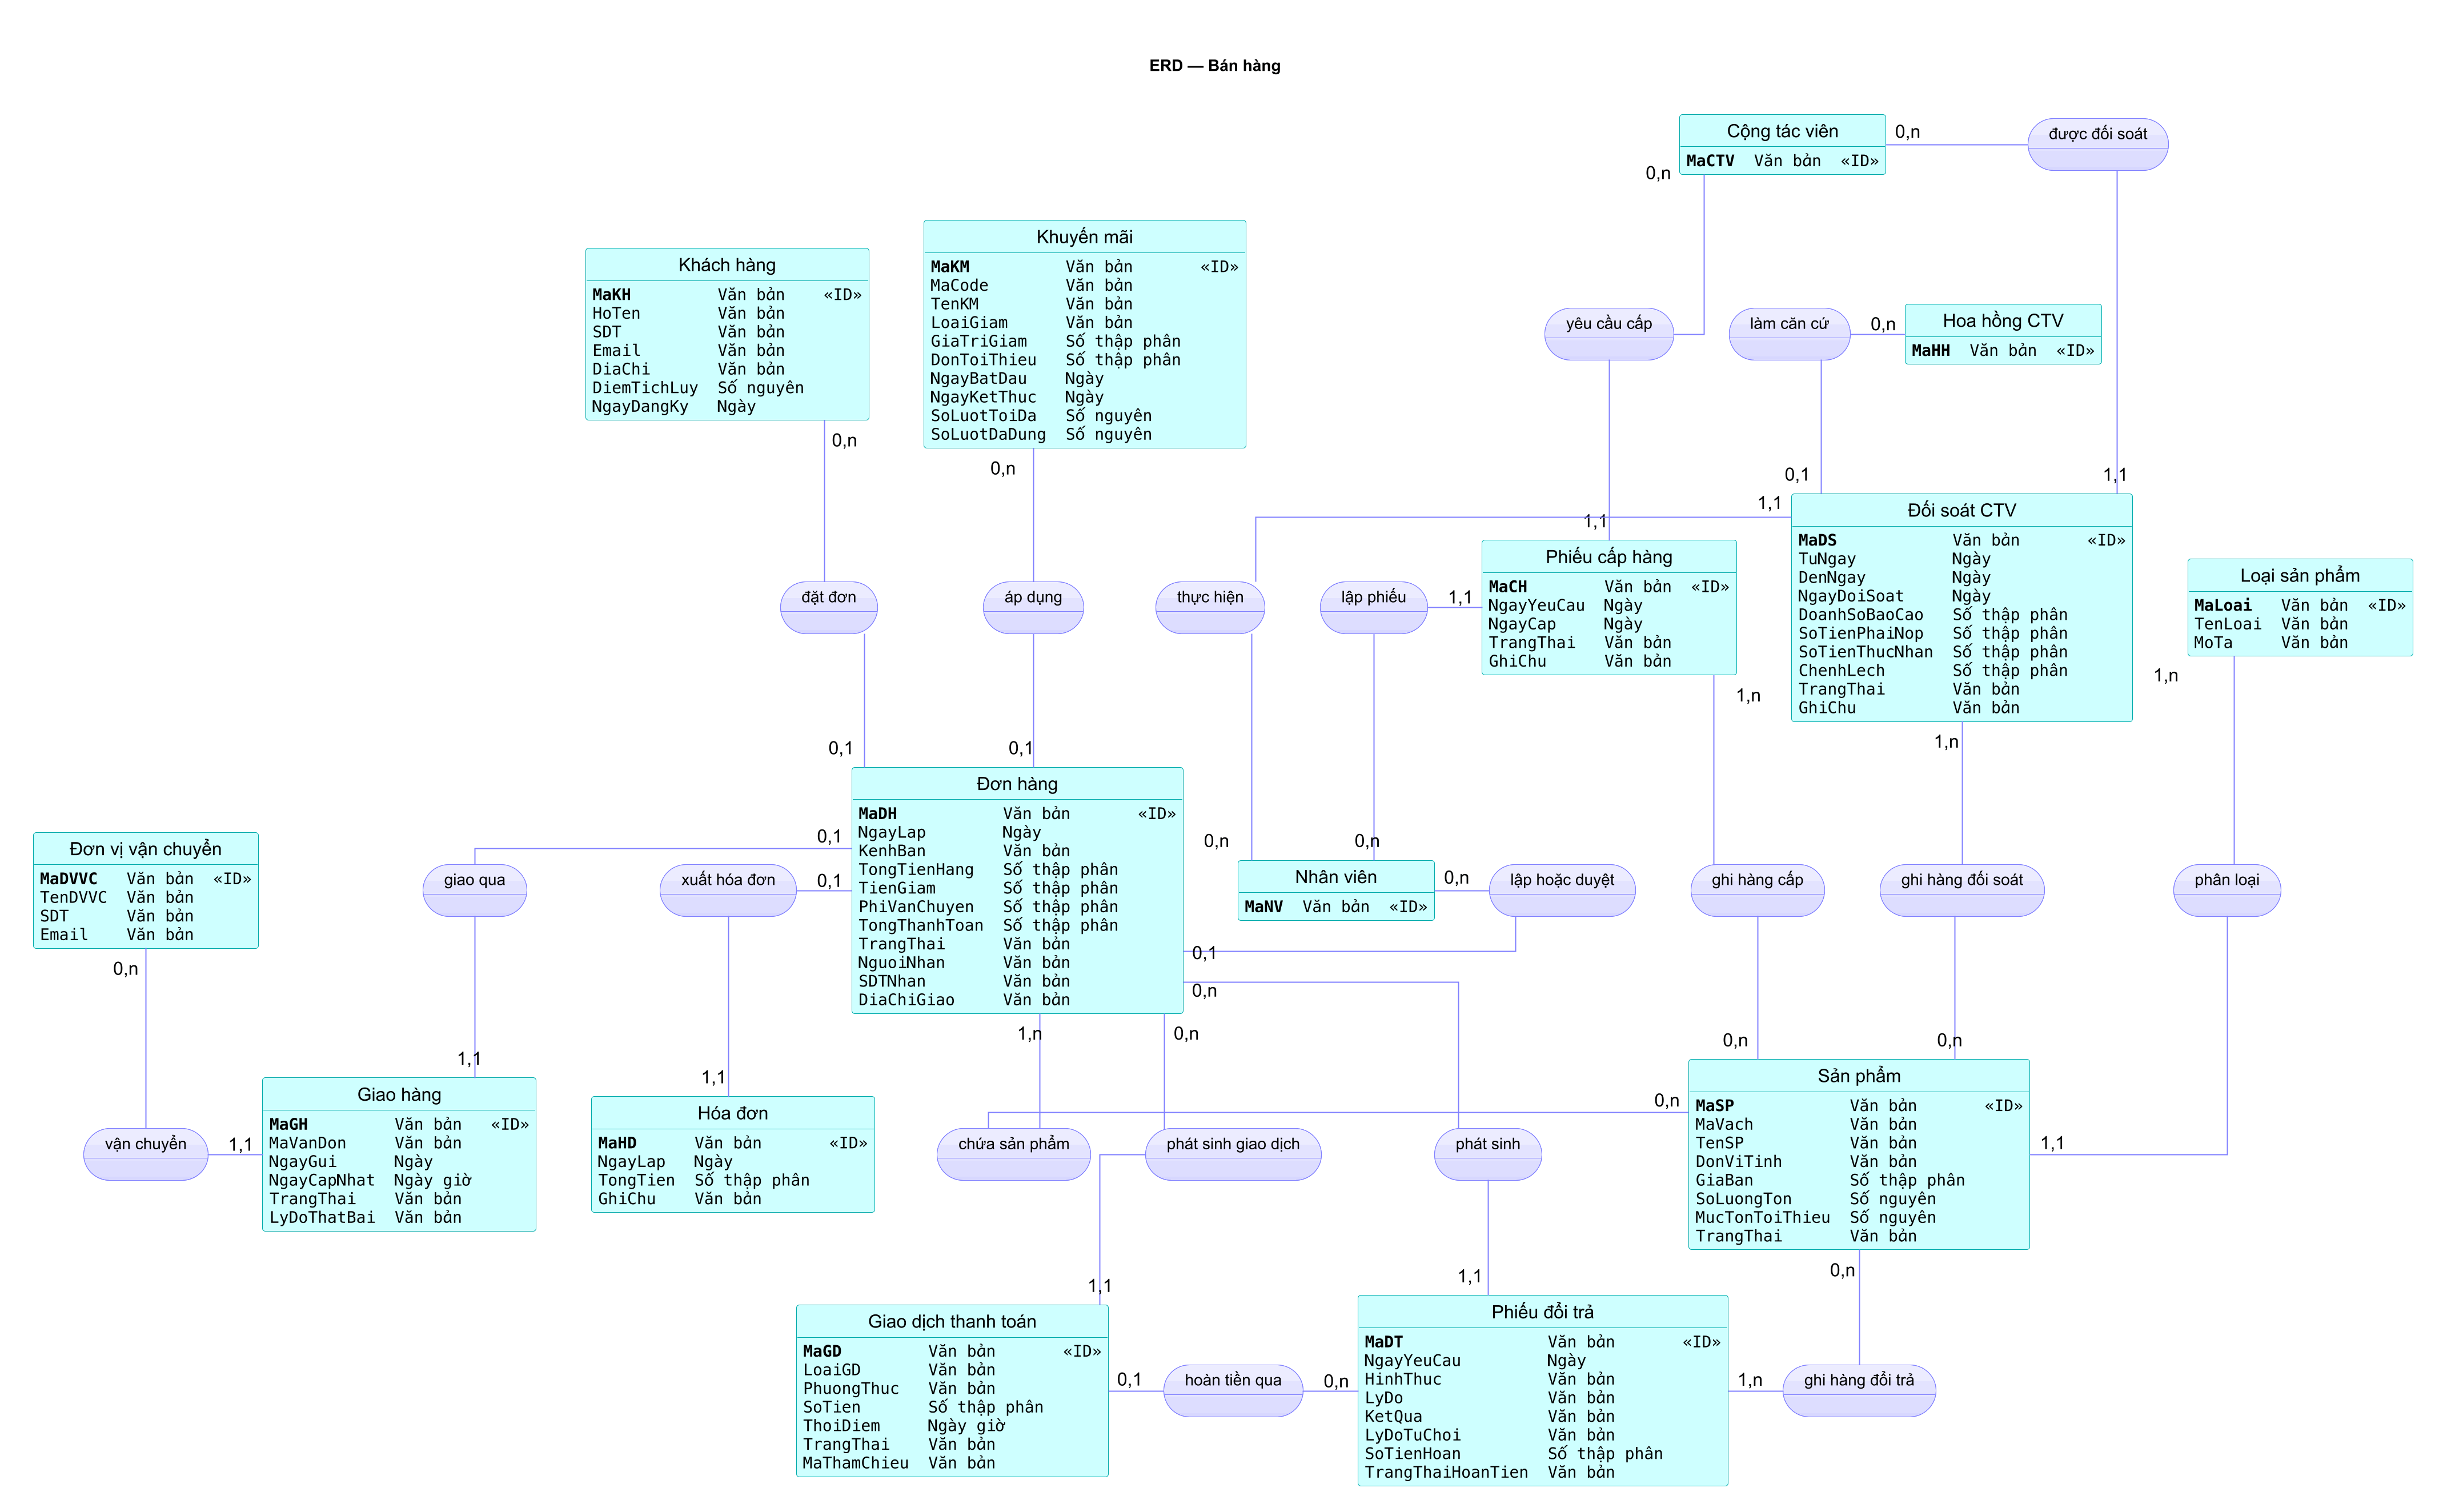 ERD — Bán hàng
Cộng tác viên
MaCTV Văn bản «ID»
0,n
được đối soát
0,n
Khuyến mãi
MaKM Văn bản «ID»
MaCode Văn bản
TenKM Văn bản
LoaiGiam Văn bản
GiaTriGiam Số thập phân
DonToiThieu Số thập phân
NgayBatDau Ngày
NgayKetThuc Ngày
SoLuotToiDa Số nguyên
SoLuotDaDung Số nguyên
0,n
Khách hàng
MaKH Văn bản «ID»
HoTen Văn bản
SDT Văn bản
Email Văn bản
DiaChi Văn bản
DiemTichLuy Số nguyên
NgayDangKy Ngày
0,n
yêu cầu cấp
làm căn cứ
0,n
Hoa hồng CTV
MaHH Văn bản «ID»
0,1
1,1
1,1
1,1
Đối soát CTV
MaDS Văn bản «ID»
TuNgay Ngày
DenNgay Ngày
NgayDoiSoat Ngày
DoanhSoBaoCao Số thập phân
SoTienPhaiNop Số thập phân
SoTienThucNhan Số thập phân
ChenhLech Số thập phân
TrangThai Văn bản
GhiChu Văn bản
1,n
Phiếu cấp hàng
MaCH Văn bản «ID»
NgayYeuCau Ngày
NgayCap Ngày
TrangThai Văn bản
GhiChu Văn bản
1,n
Loại sản phẩm
MaLoai Văn bản «ID»
TenLoai Văn bản
MoTa Văn bản
1,n
đặt đơn
áp dụng
thực hiện
lập phiếu
1,1
0,1
0,1
Đơn hàng
MaDH Văn bản «ID»
NgayLap Ngày
KenhBan Văn bản
TongTienHang Số thập phân
TienGiam Số thập phân
PhiVanChuyen Số thập phân
TongThanhToan Số thập phân
TrangThai Văn bản
NguoiNhan Văn bản
SDTNhan Văn bản
DiaChiGiao Văn bản
0,1
0,1
0,1
0,n
1,n
0,n
0,n
0,n
Nhân viên
MaNV Văn bản «ID»
0,n
lập hoặc duyệt
ghi hàng cấp
ghi hàng đối soát
phân loại
Đơn vị vận chuyển
MaDVVC Văn bản «ID»
TenDVVC Văn bản
SDT Văn bản
Email Văn bản
0,n
giao qua
xuất hóa đơn
1,1
1,1
Giao hàng
MaGH Văn bản «ID»
MaVanDon Văn bản
NgayGui Ngày
NgayCapNhat Ngày giờ
TrangThai Văn bản
LyDoThatBai Văn bản
vận chuyển
1,1
Hóa đơn
MaHD Văn bản «ID»
NgayLap Ngày
TongTien Số thập phân
GhiChu Văn bản
chứa sản phẩm
phát sinh giao dịch
phát sinh
0,n
0,n
0,n
Sản phẩm
MaSP Văn bản «ID»
MaVach Văn bản
TenSP Văn bản
DonViTinh Văn bản
GiaBan Số thập phân
SoLuongTon Số nguyên
MucTonToiThieu Số nguyên
TrangThai Văn bản
1,1
0,n
1,1
1,1
Giao dịch thanh toán
MaGD Văn bản «ID»
LoaiGD Văn bản
PhuongThuc Văn bản
SoTien Số thập phân
ThoiDiem Ngày giờ
TrangThai Văn bản
MaThamChieu Văn bản
0,1
hoàn tiền qua
0,n
Phiếu đổi trả
MaDT Văn bản «ID»
NgayYeuCau Ngày
HinhThuc Văn bản
LyDo Văn bản
KetQua Văn bản
LyDoTuChoi Văn bản
SoTienHoan Số thập phân
TrangThaiHoanTien Văn bản
1,n
ghi hàng đổi trả